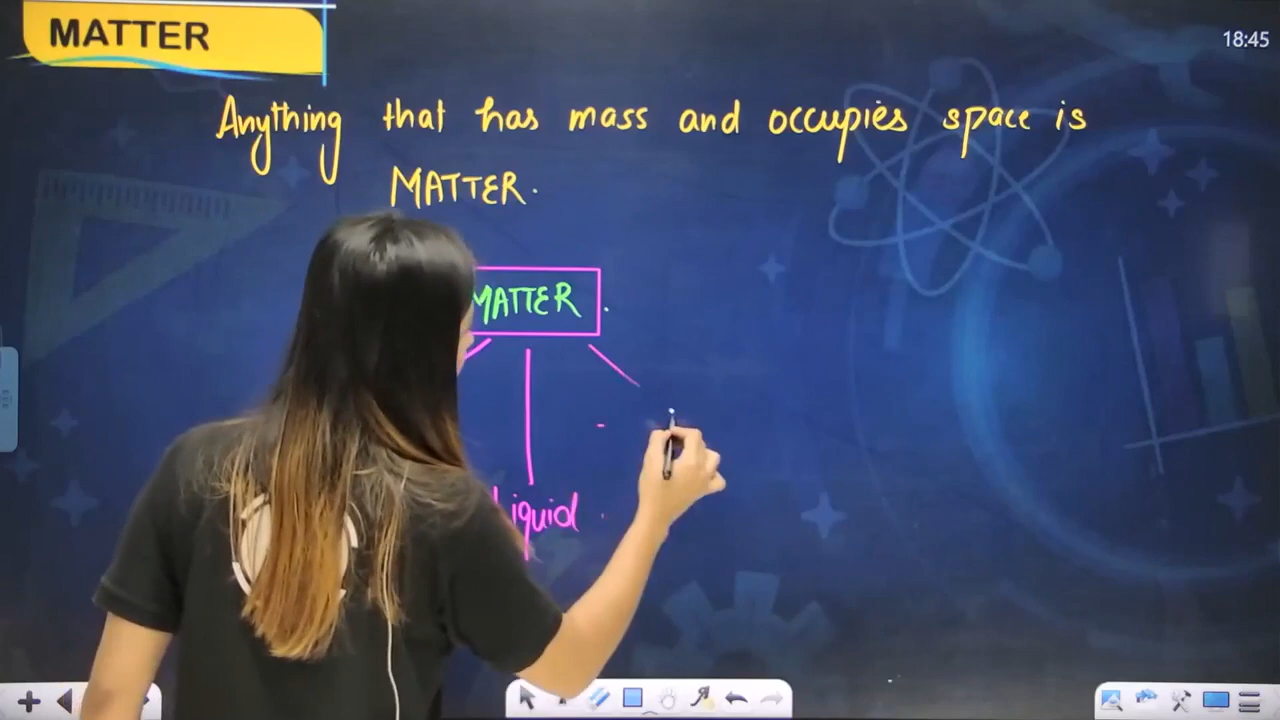 MATTER
18:45
Anything that has mass and occupies space is
MATTER.
MATTER
Liquid